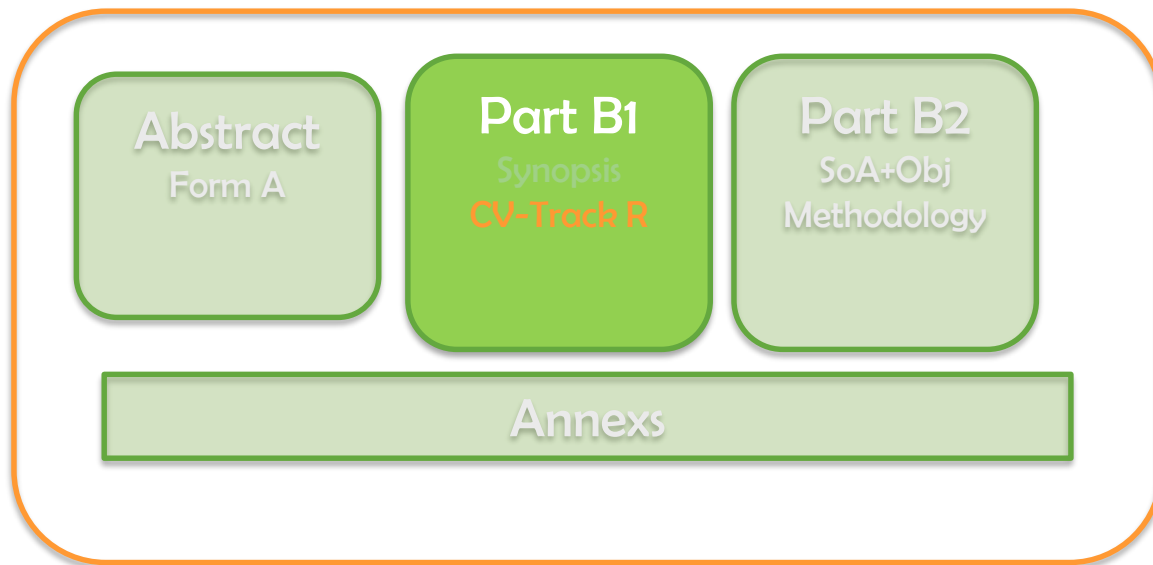 Abstract
Form A
Part B1
Synopsis
CV-Track R
Part B2
SoA+Obj
Methodology
Annexs